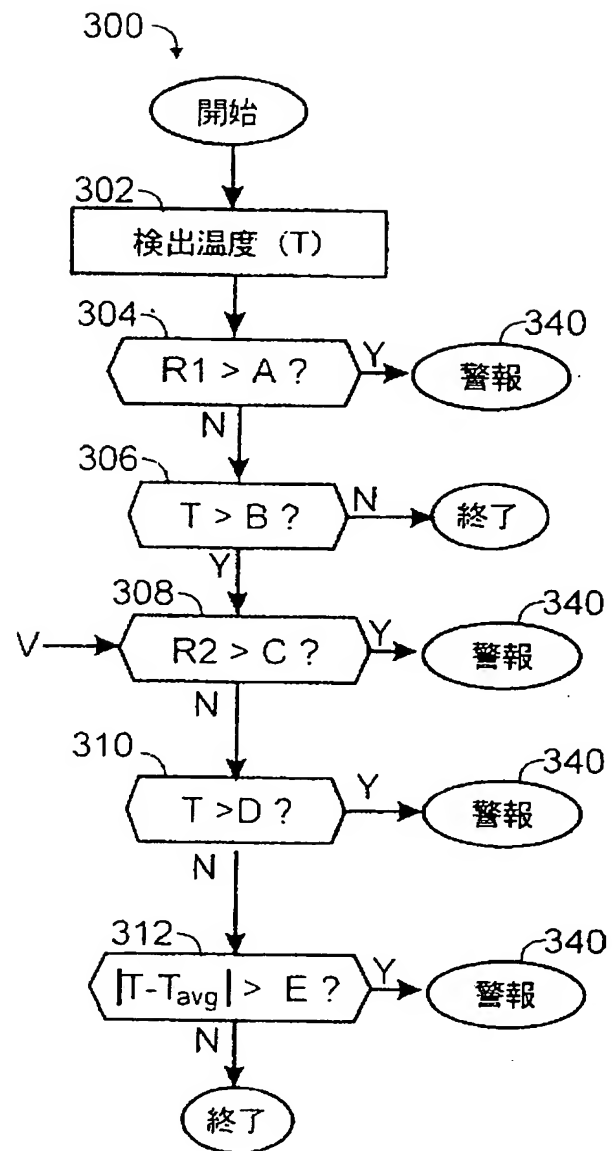 300
開始
302
検出温度 (T)
304
340
R1 > A ?
Y
警報
N
306
T > B ?
N
終了
Y
308
340
V
R2 > C ?
Y
警報
N
310
340
T >D ?
Y
警報
N
312
340
|T-Tavg| > E ?
Y
警報
N
終了